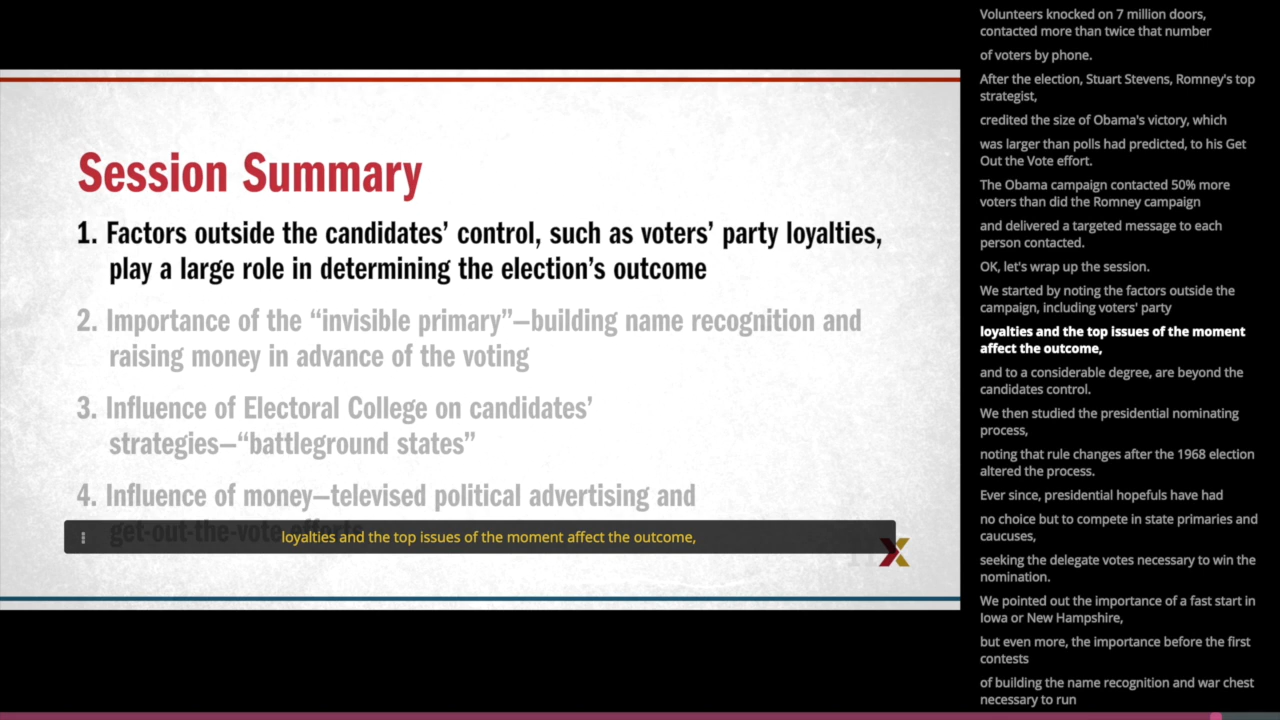 Session Summary
1. Factors outside the candidates’ control, such as voters’ party loyalties,
play a large role in determining the election’s outcome
2. Importance of the “invisible primary”—building name recognition and
raising money in advance of the voting
3. Influence of Electoral College on candidates’
strategies—“battleground states”
4. Influence of money—televised political advertising and
get-out-the-vote efforts
loyalties and the top issues of the moment affect the outcome,
Volunteers knocked on 7 million doors,
contacted more than twice that number
of voters by phone.
After the election, Stuart Stevens, Romney's top
strategist,
credited the size of Obama's victory, which
was larger than polls had predicted, to his Get
Out the Vote effort.
The Obama campaign contacted 50% more
voters than did the Romney campaign
and delivered a targeted message to each
person contacted.
OK, let's wrap up the session.
We started by noting the factors outside the
campaign, including voters' party
loyalties and the top issues of the moment
affect the outcome,
and to a considerable degree, are beyond the
candidates control.
We then studied the presidential nominating
process,
noting that rule changes after the 1968 election
altered the process.
Ever since, presidential hopefuls have had
no choice but to compete in state primaries and
caucuses,
seeking the delegate votes necessary to win the
nomination.
We pointed out the importance of a fast start in
Iowa or New Hampshire,
but even more, the importance before the first
contests
of building the name recognition and war chest
necessary to run